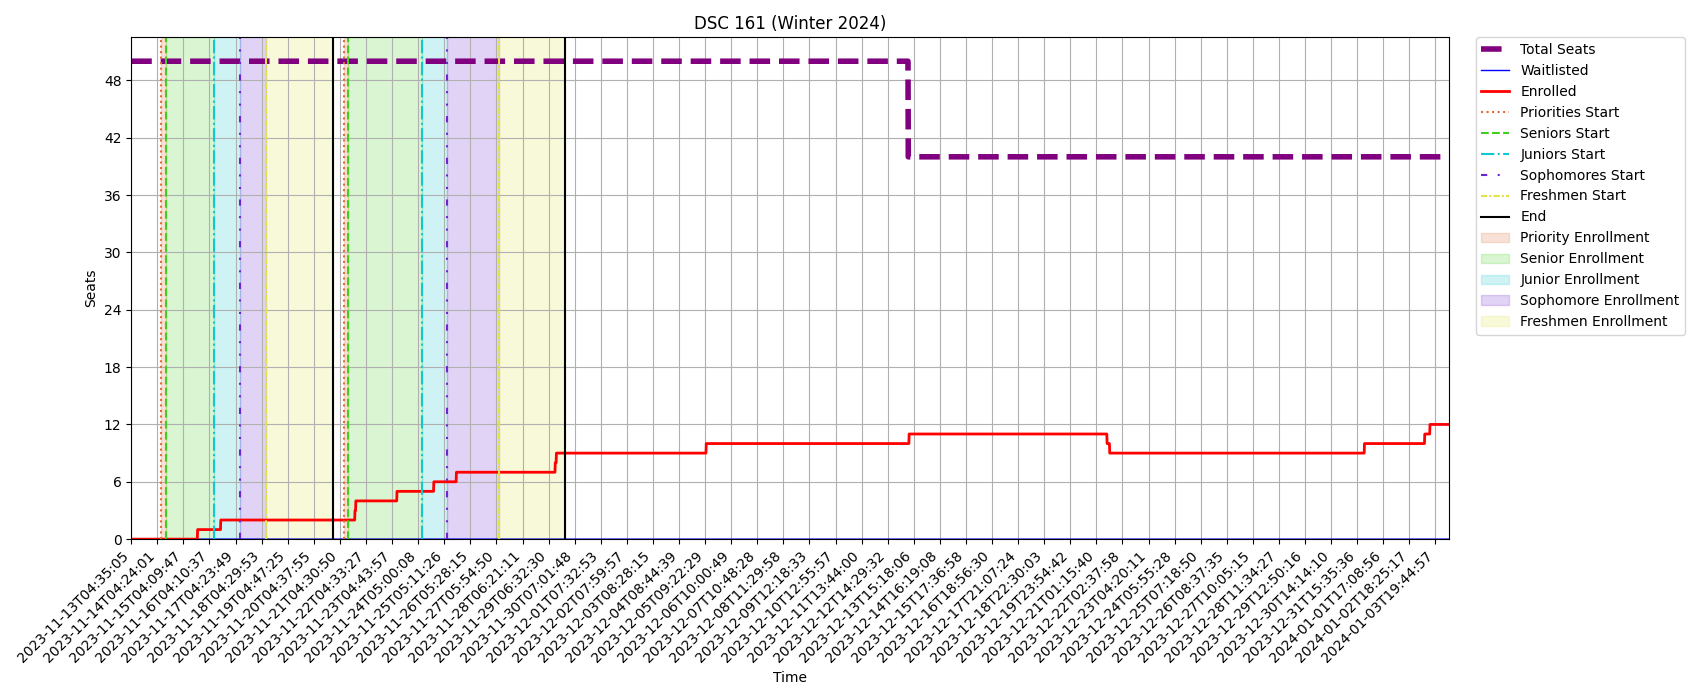 DSC 161 (Winter 2024)
Seats
48
42
36
30
24
18
12
6
0
2023-11-13T04:35:05
2023-11-14T04:24:01
2023-11-15T04:09:47
2023-11-16T04:10:37
2023-11-17T04:23:49
2023-11-18T04:29:53
2023-11-19T04:47:25
2023-11-20T04:37:55
2023-11-21T04:30:50
2023-11-22T04:33:27
2023-11-23T04:43:57
2023-11-24T05:00:08
2023-11-25T05:11:26
2023-11-26T05:28:15
2023-11-27T05:54:50
2023-11-28T06:21:11
2023-11-29T06:32:30
2023-11-30T07:01:48
2023-12-01T07:32:53
2023-12-02T07:59:57
2023-12-03T08:28:15
2023-12-04T08:44:39
2023-12-05T09:22:29
2023-12-06T10:00:49
2023-12-07T10:48:28
2023-12-08T11:29:58
2023-12-09T12:18:33
2023-12-10T12:55:57
2023-12-11T13:44:00
2023-12-12T14:29:32
2023-12-13T15:18:06
2023-12-14T16:19:08
2023-12-15T17:36:58
2023-12-16T18:56:30
2023-12-17T21:07:24
2023-12-18T22:30:03
2023-12-19T23:54:42
2023-12-21T01:15:40
2023-12-22T02:37:58
2023-12-23T04:20:11
2023-12-24T05:55:28
2023-12-25T07:18:50
2023-12-26T08:37:35
2023-12-27T10:05:15
2023-12-28T11:34:27
2023-12-29T12:50:16
2023-12-30T14:14:10
2023-12-31T15:35:36
2024-01-01T17:08:56
2024-01-02T18:25:17
2024-01-03T19:44:57
Time
Total Seats
Waitlisted
Enrolled
Priorities Start
Seniors Start
Juniors Start
Sophomores Start
Freshmen Start
End
Priority Enrollment
Senior Enrollment
Junior Enrollment
Sophomore Enrollment
Freshmen Enrollment